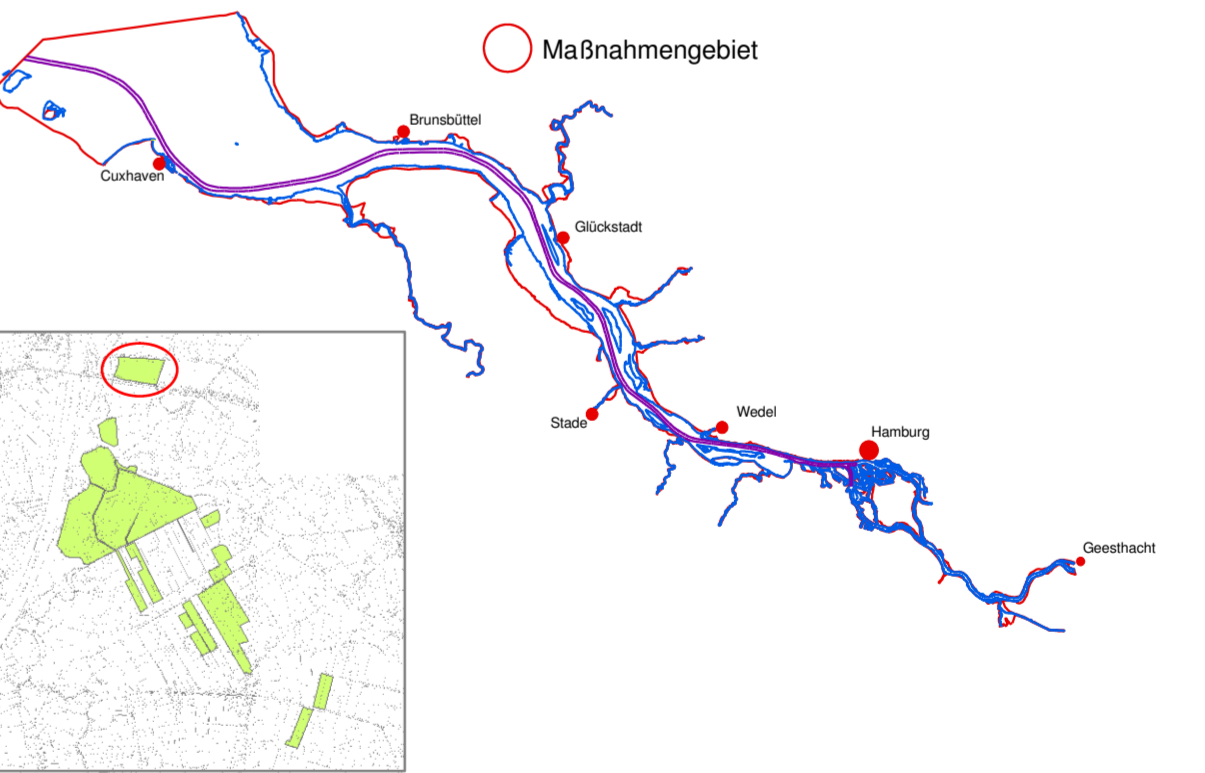 Maßnahmengebiet
Brunsbüttel
Cuxhaven
Glückstadt
Stade
Wedel
Hamburg
Geesthacht